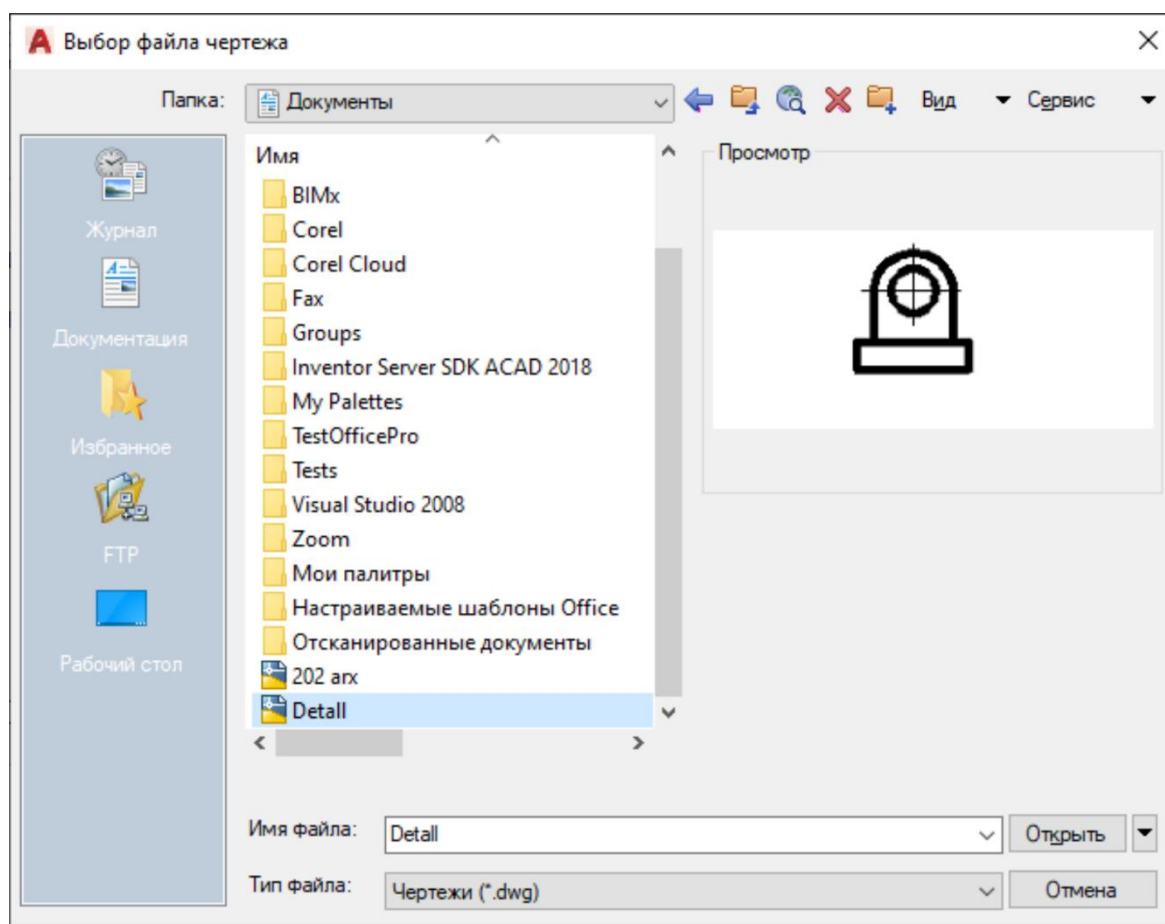 Выбор файла чертежа
Папка:
Документы
Вид
Сервис
Журнал
Документация
Избранное
FTP
Рабочий стол
Имя
BIMx
Corel
Corel Cloud
Fax
Groups
Inventor Server SDK ACAD 2018
My Palettes
TestOfficePro
Tests
Visual Studio 2008
Zoom
Мои палитры
Настраиваемые шаблоны Office
Отсканированные документы
202 arx
Detall
Просмотр
Имя файла:
Detall
Открыть
Тип файла:
Чертежи (*.dwg)
Отмена